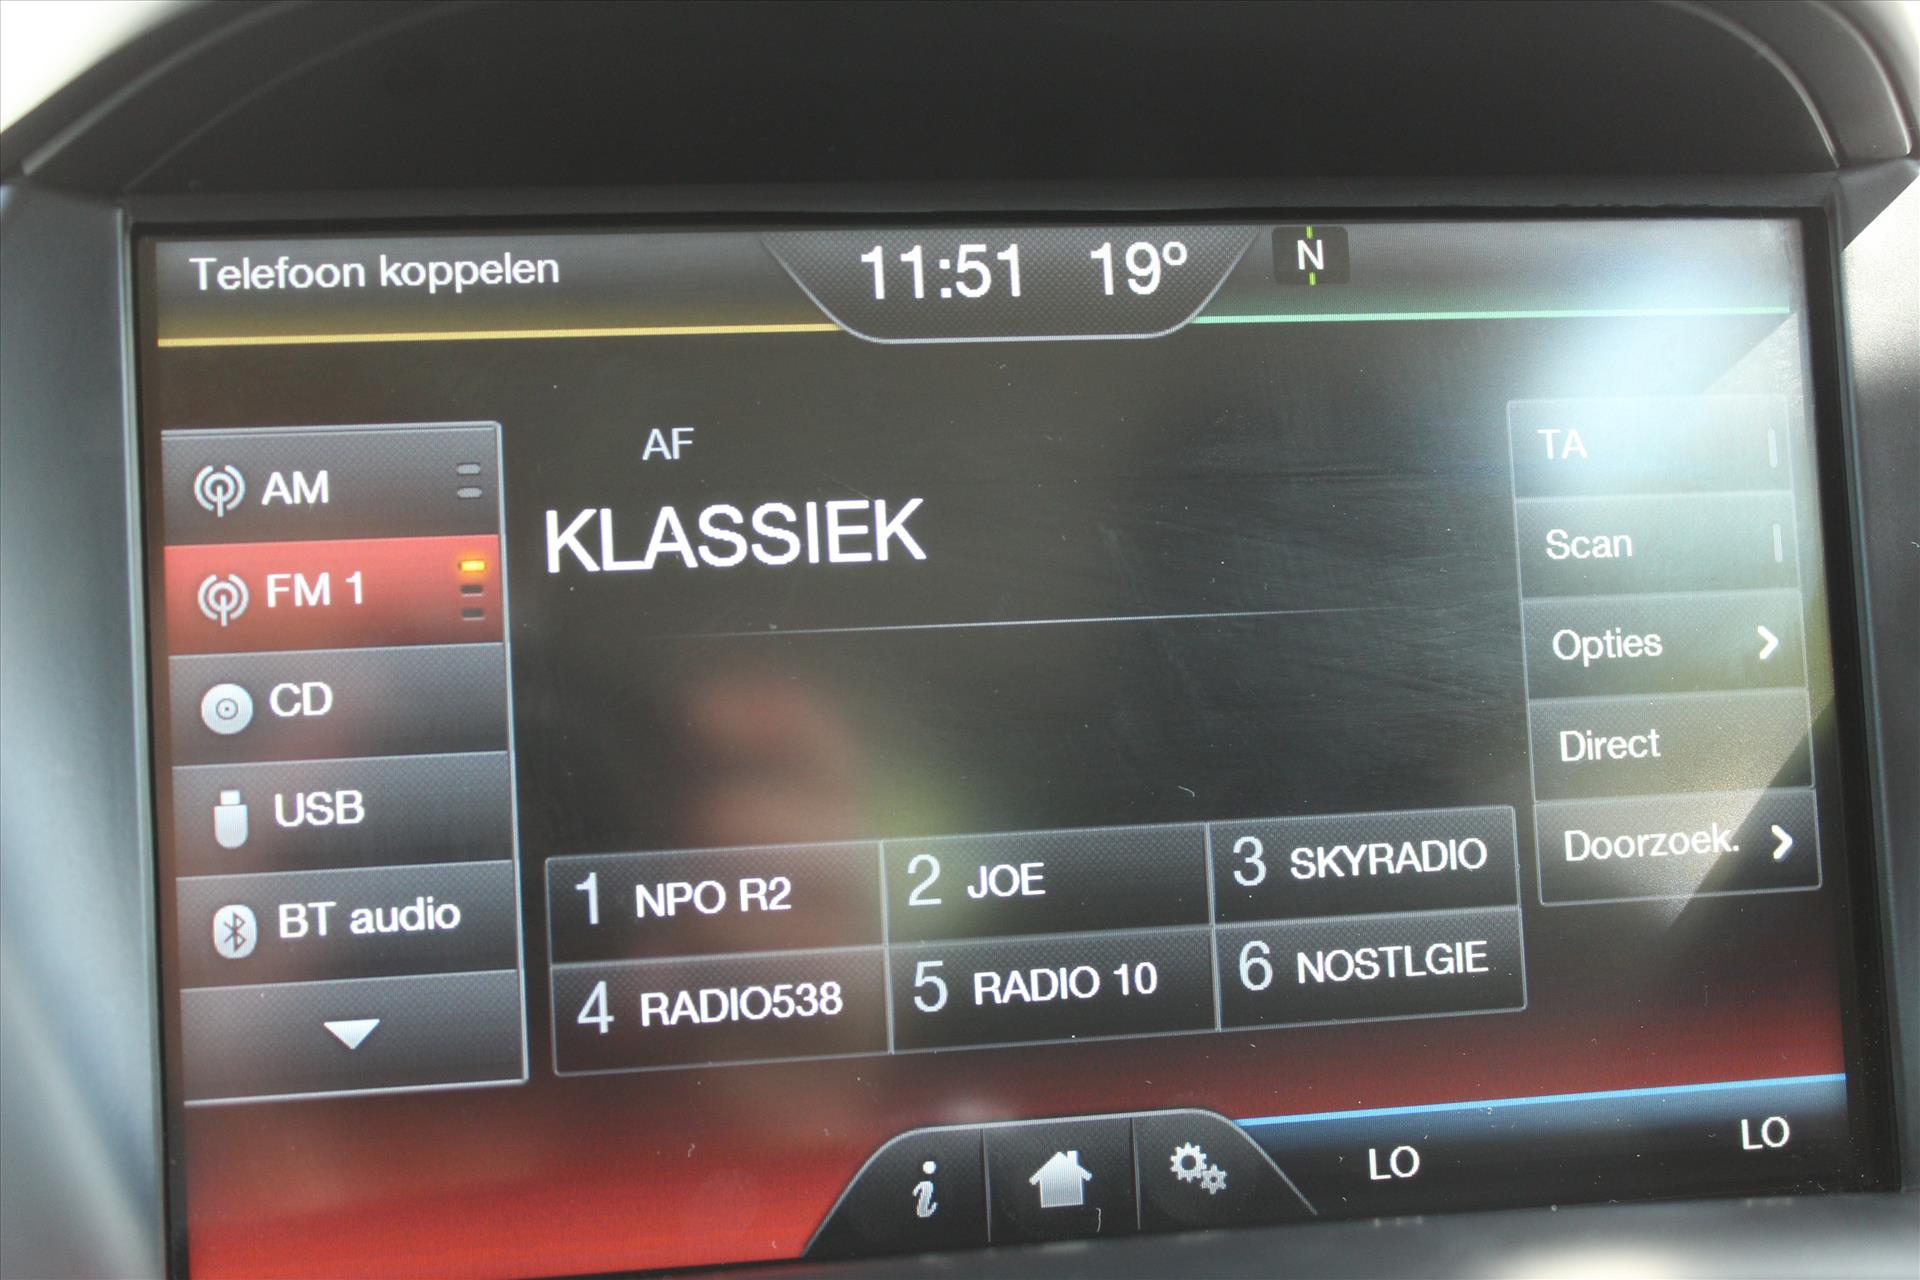 Telefoon koppelen
11:51 19°
N
AM
FM 1
CD
USB
BT audio
AF
KLASSIEK
1 NPO R2
2 JOE
3 SKYRADIO
4 RADIO538
5 RADIO 10
6 NOSTLGIE
TA
Scan
Opties
Direct
Doorzoek.
i
LO
LO